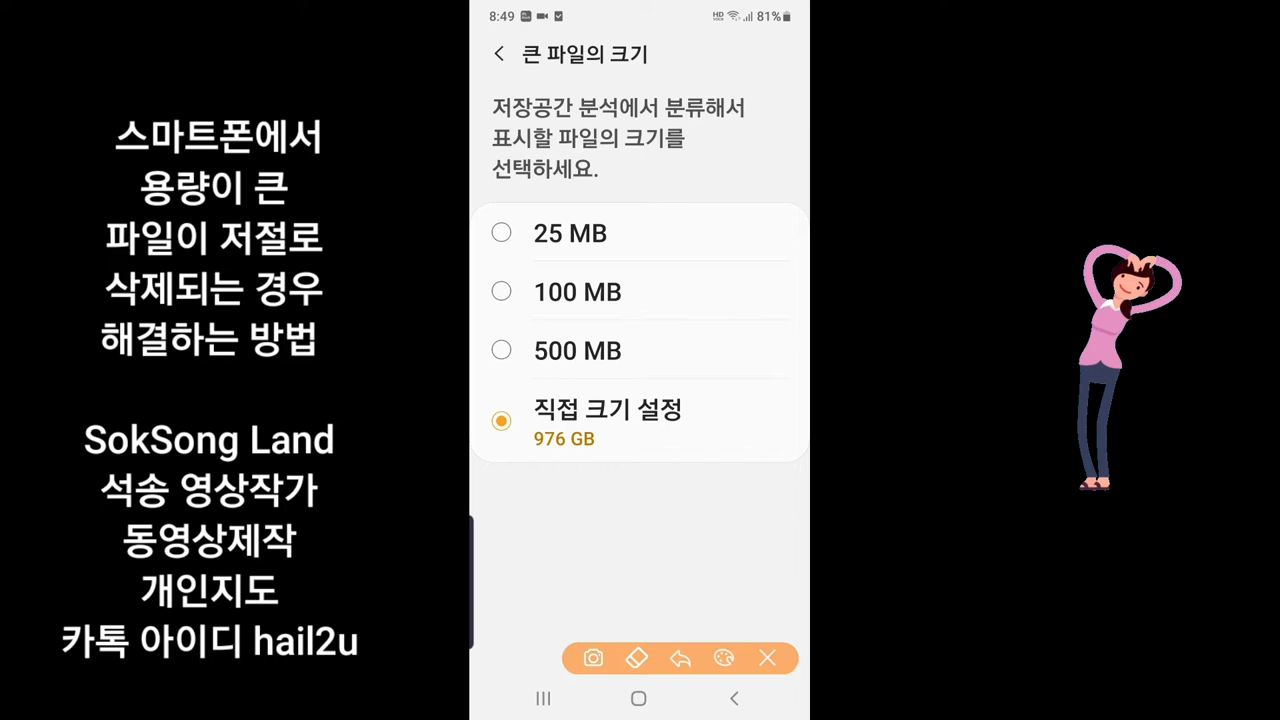 스마트폰에서
용량이 큰
파일이 저절로
삭제되는 경우
해결하는 방법
SokSong Land
석송 영상작가
동영상제작
개인지도
카톡 아이디 hail2u
8:49
81%
큰 파일의 크기
저장공간 분석에서 분류해서
표시할 파일의 크기를
선택하세요.
25 MB
100 MB
500 MB
직접 크기 설정
976 GB